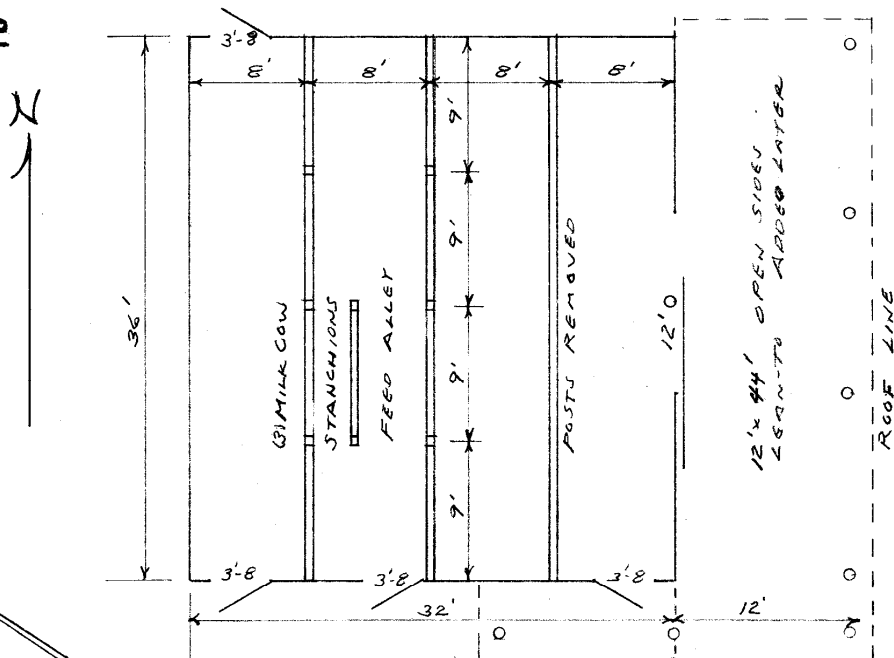 N
3'-8
8'
8'
8'
8'
9'
9'
9'
9'
36'
(3) MILK COW
STANCHIONS
FEED ALLEY
POSTS REMOVED
12'0
12' x 44' OPEN SIDES
LEAN-TO ADDED LATER
ROOF LINE
3'-8
3'-8
3'-8
32'
12'